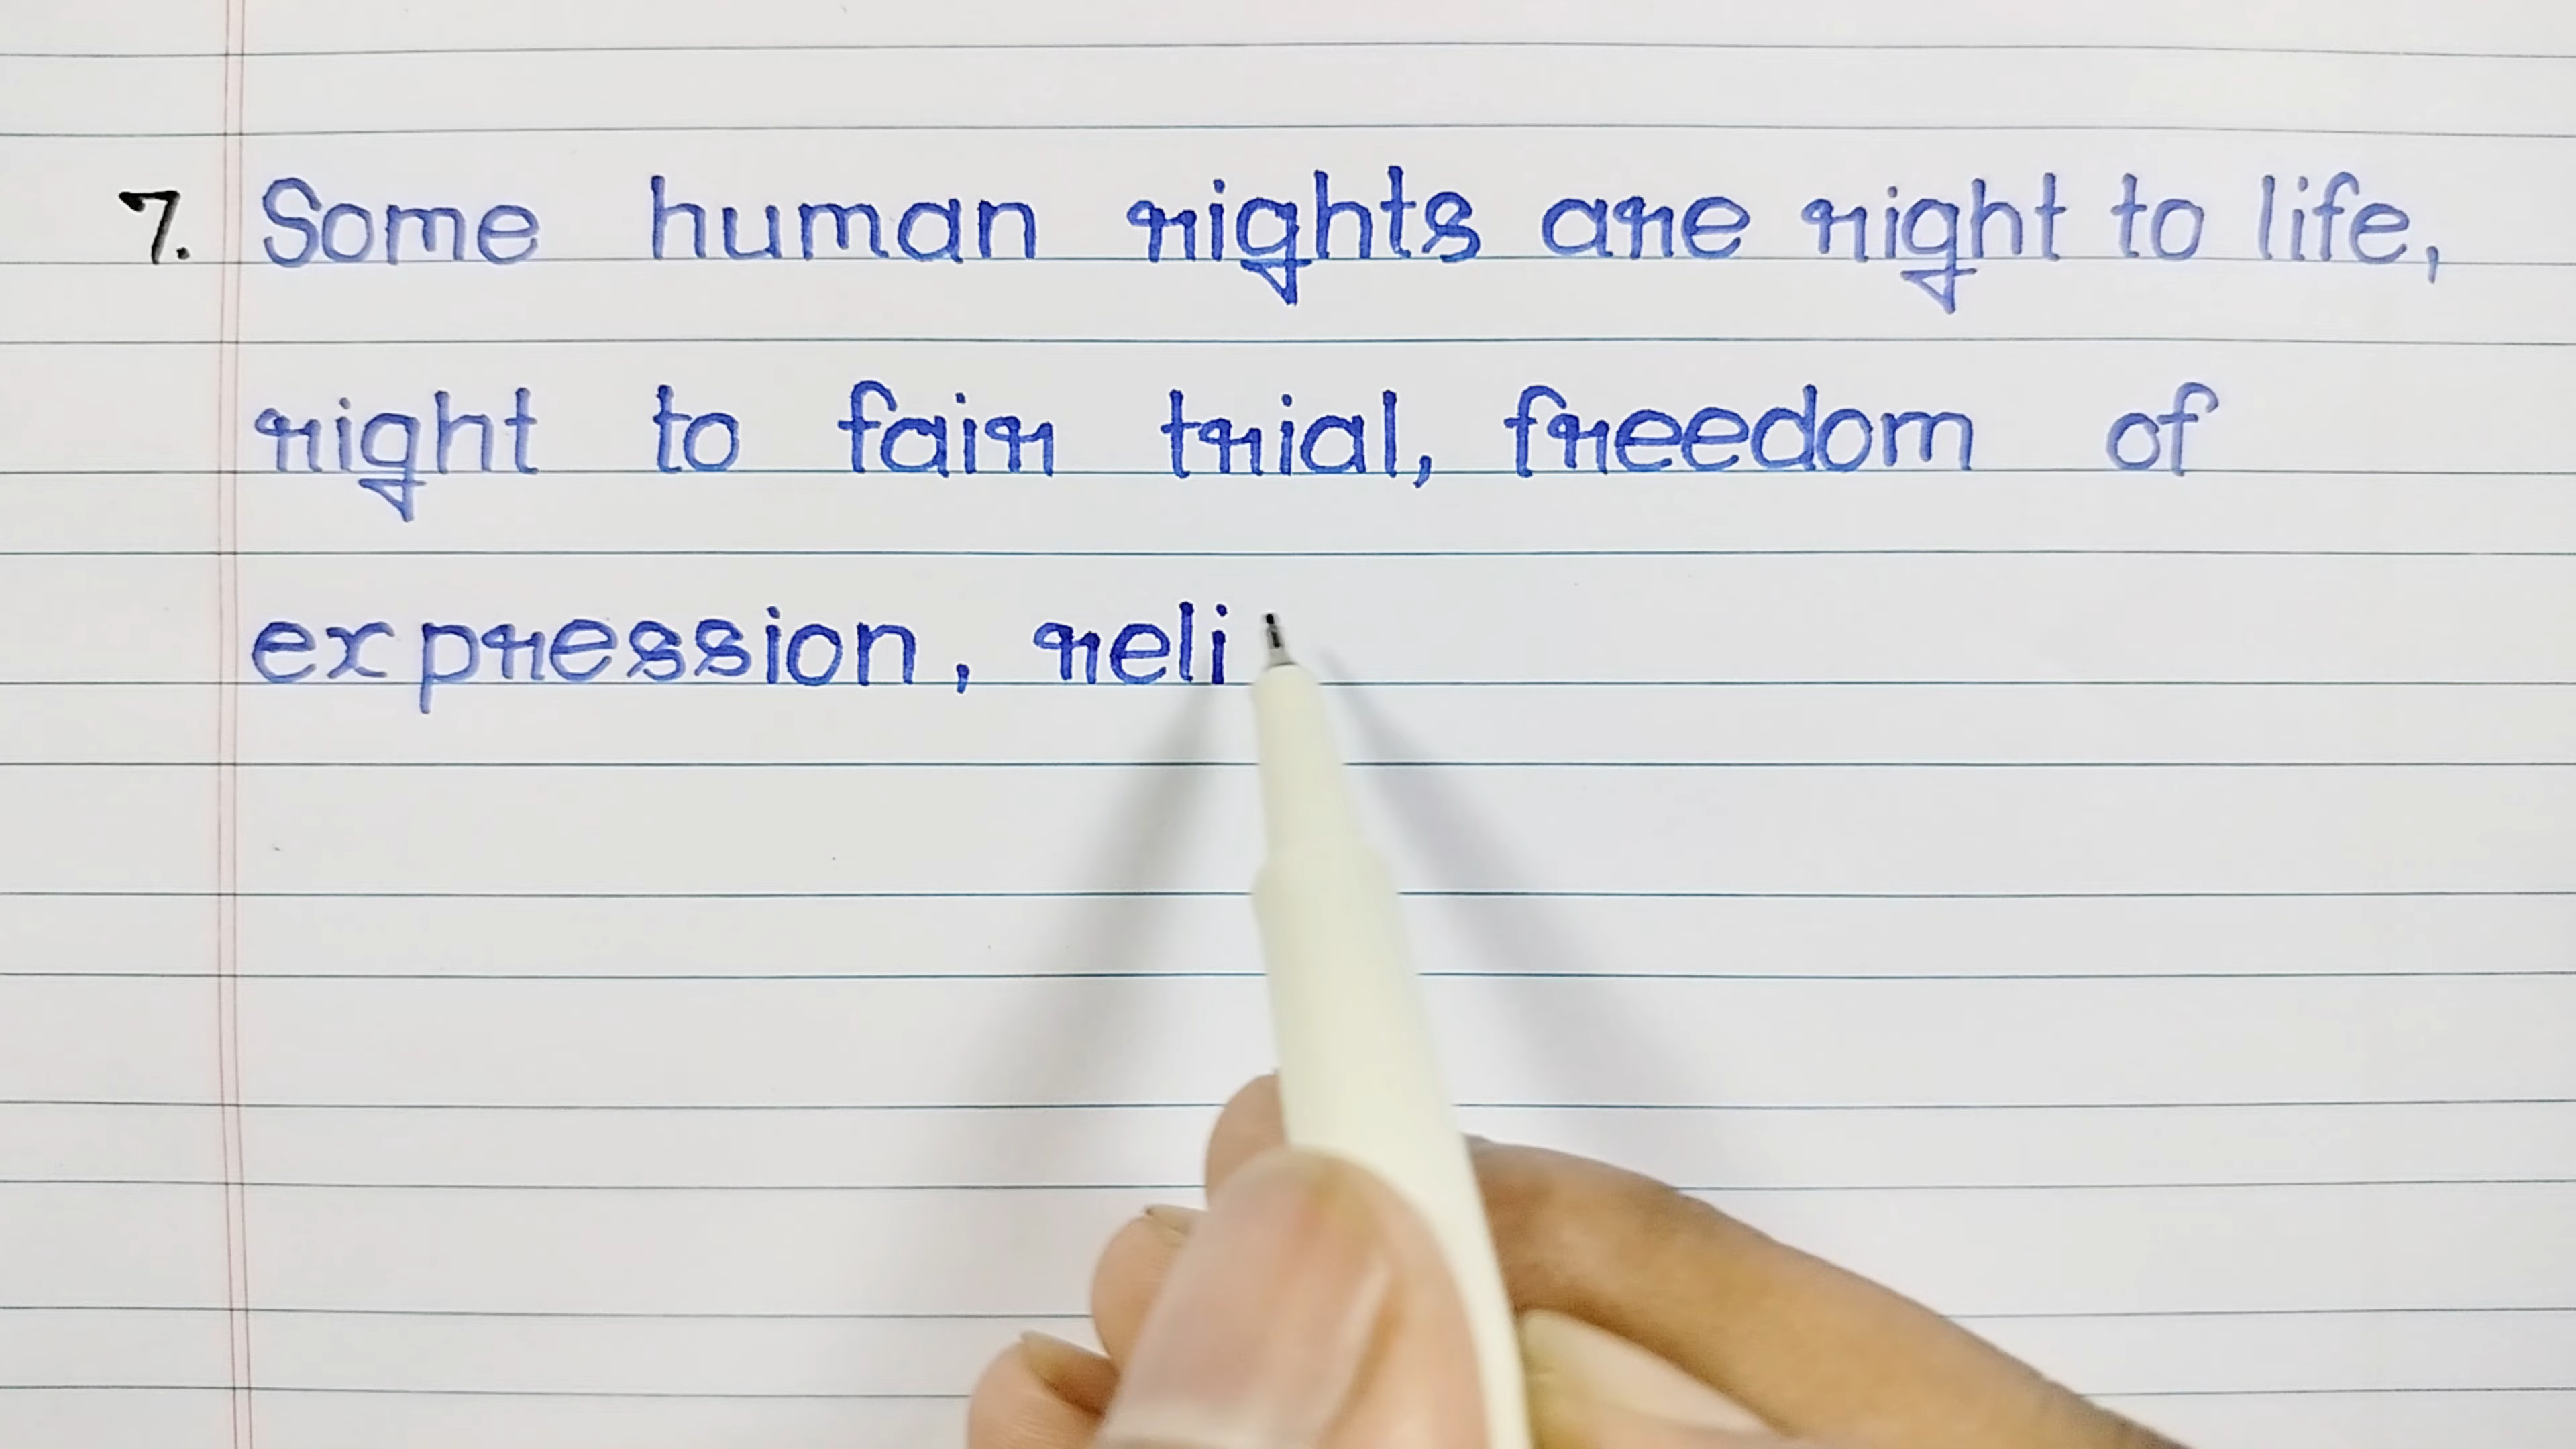 7. Some human rights are right to life,
right to fair trial, freedom of
expression, reli